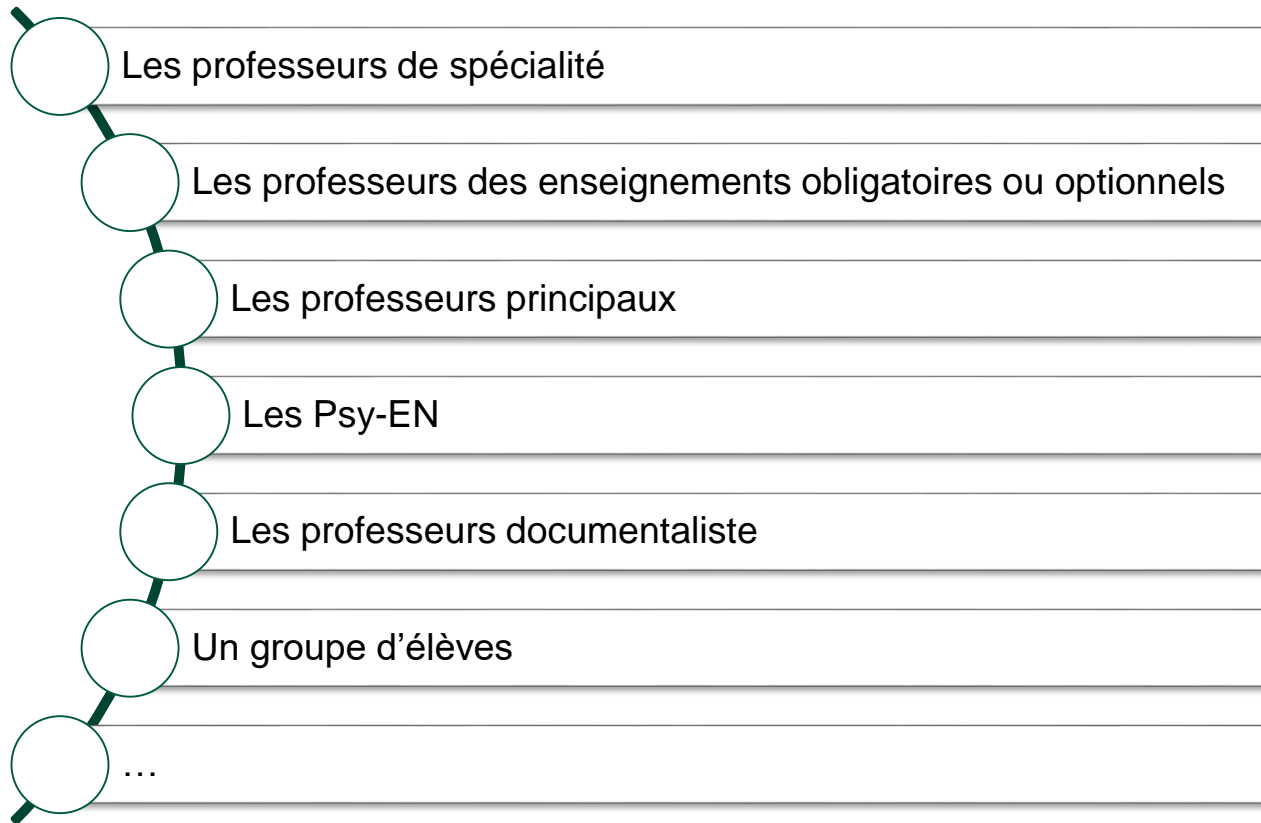 Les professeurs de spécialité
Les professeurs des enseignements obligatoires ou optionnels
Les professeurs principaux
Les Psy-EN
Les professeurs documentaliste
Un groupe d’élèves
…